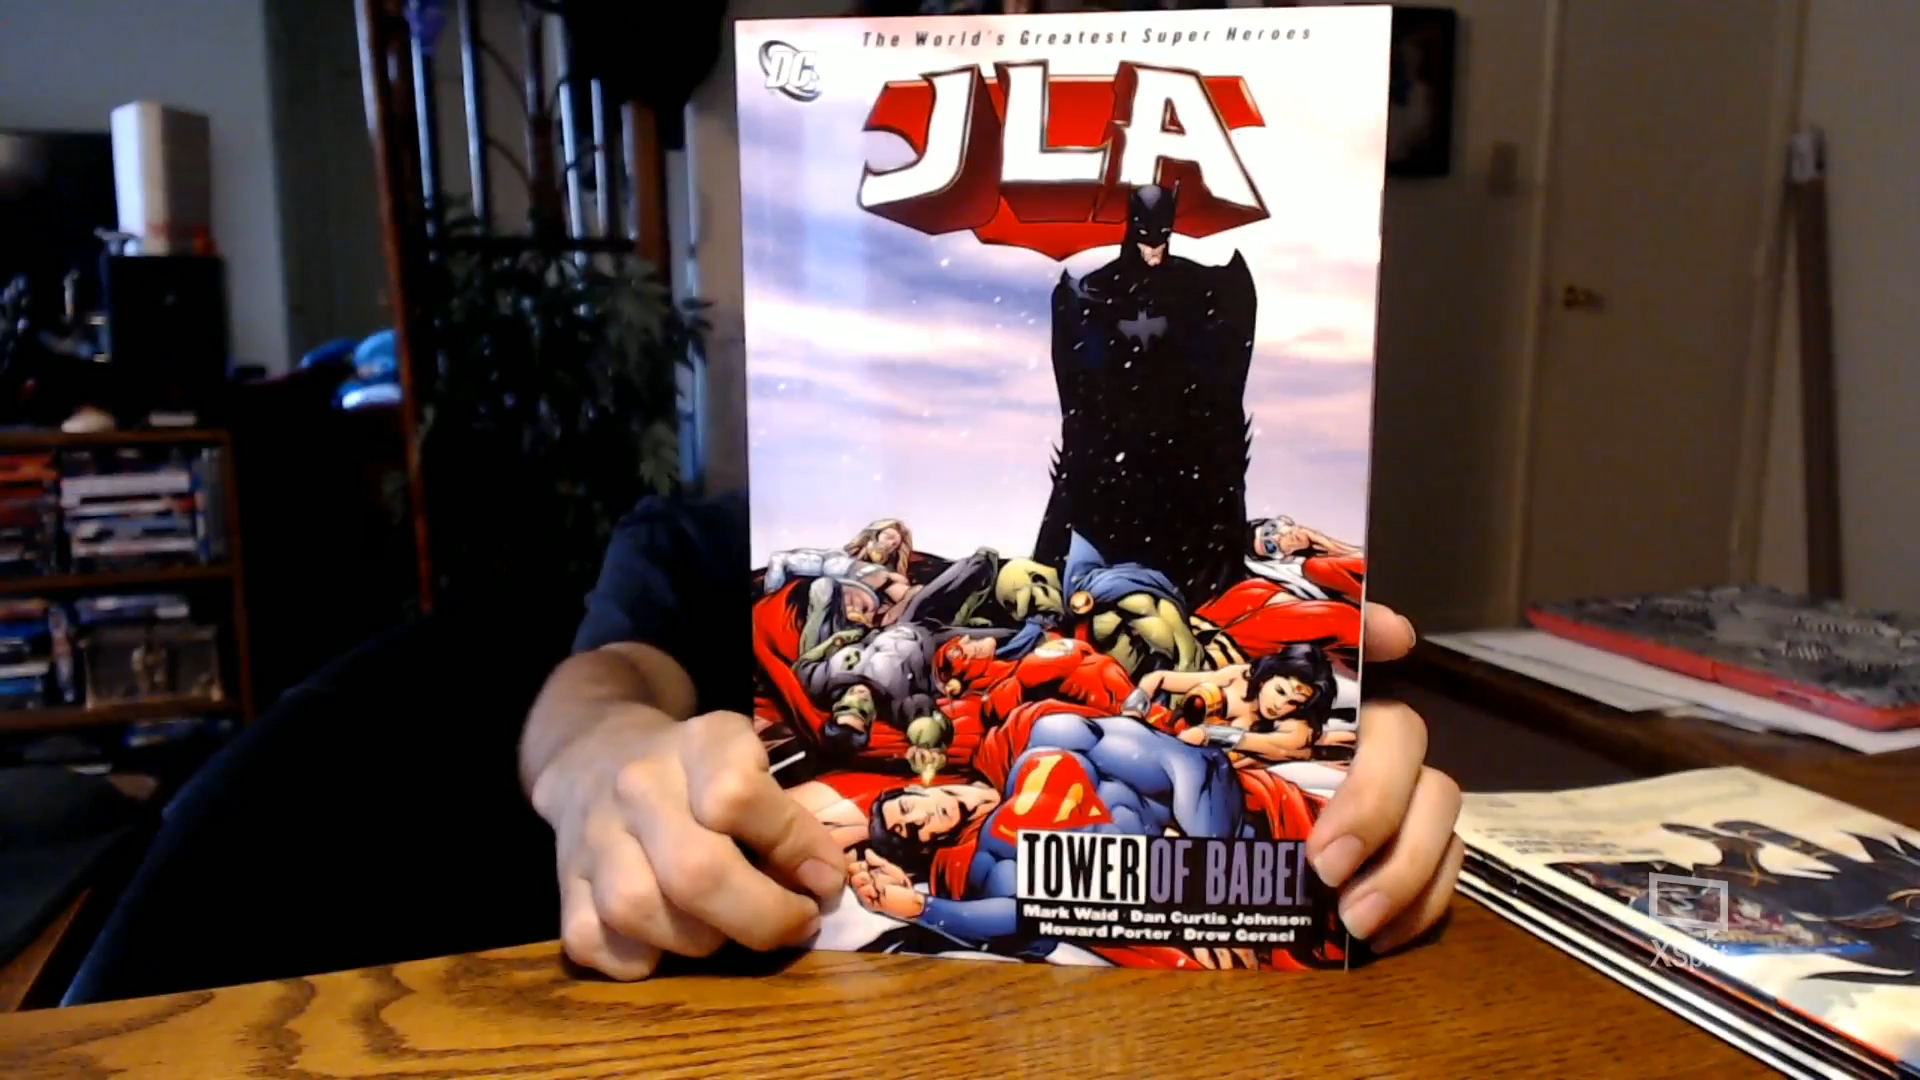 The World's Greatest Super Heroes
DC
JLA
TOWER OF BABEL
Mark Waid · Dan Curtis Johnson
Howard Porter · Drew Geraci
XSplit